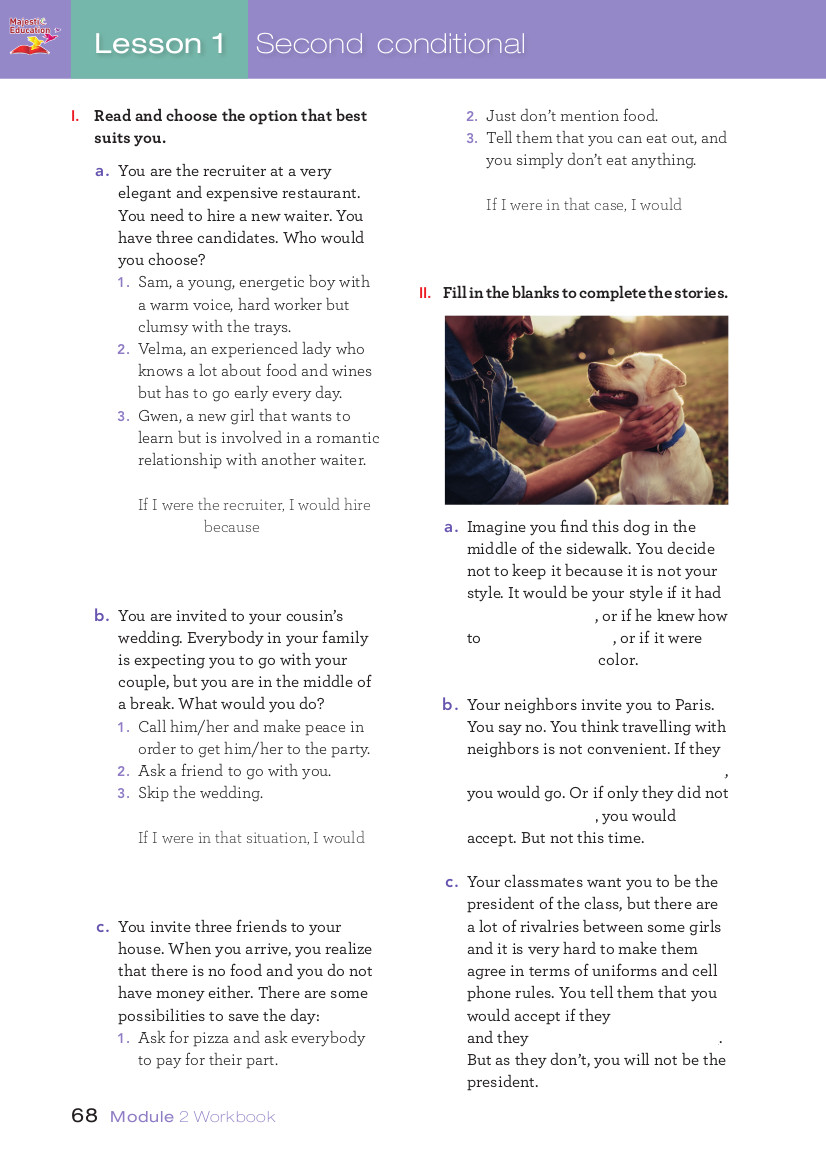 Majestic
Education
Lesson 1 Second conditional
I. Read and choose the option that best
suits you.
a. You are the recruiter at a very
elegant and expensive restaurant.
You need to hire a new waiter. You
have three candidates. Who would
you choose?
1. Sam, a young, energetic boy with
a warm voice, hard worker but
clumsy with the trays.
2. Velma, an experienced lady who
knows a lot about food and wines
but has to go early every day.
3. Gwen, a new girl that wants to
learn but is involved in a romantic
relationship with another waiter.
If I were the recruiter, I would hire
because
b. You are invited to your cousin's
wedding. Everybody in your family
is expecting you to go with your
couple, but you are in the middle of
a break. What would you do?
1. Call him/her and make peace in
order to get him/her to the party.
2. Ask a friend to go with you.
3. Skip the wedding.
If I were in that situation, I would
c. You invite three friends to your
house. When you arrive, you realize
that there is no food and you do not
have money either. There are some
possibilities to save the day:
1. Ask for pizza and ask everybody
to pay for their part.
2. Just don't mention food.
3. Tell them that you can eat out, and
you simply don't eat anything.
If I were in that case, I would
II. Fill in the blanks to complete the stories.
a. Imagine you find this dog in the
middle of the sidewalk. You decide
not to keep it because it is not your
style. It would be your style if it had
, or if he knew how
to , or if it were
color.
b. Your neighbors invite you to Paris.
You say no. You think travelling with
neighbors is not convenient. If they
,
you would go. Or if only they did not
, you would
accept. But not this time.
c. Your classmates want you to be the
president of the class, but there are
a lot of rivalries between some girls
and it is very hard to make them
agree in terms of uniforms and cell
phone rules. You tell them that you
would accept if they
and they .
But as they don't, you will not be the
president.
68 Module 2 Workbook